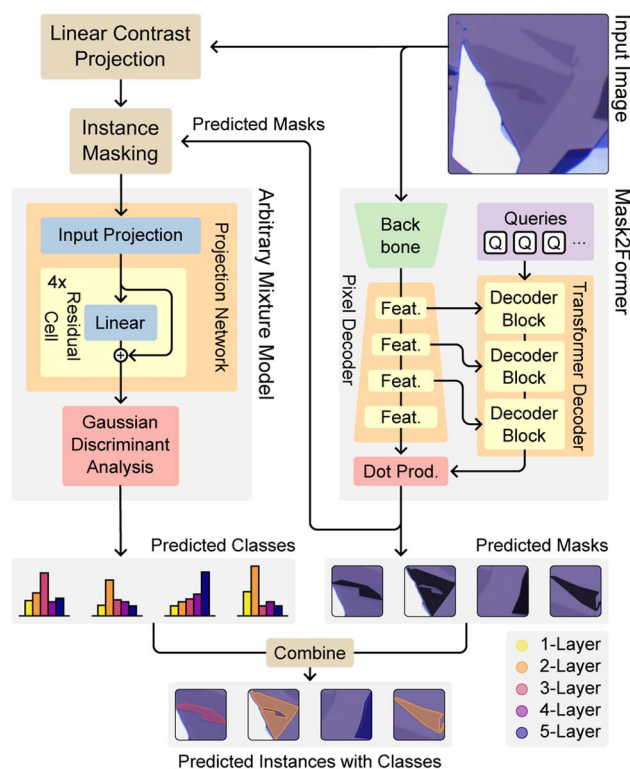 Linear Contrast
Projection
Input Image
Instance
Masking
Predicted Masks
Arbitrary Mixture Model
Projection Network
Input Projection
4x
Residual
Cell
Linear
Gaussian
Discriminant
Analysis
Mask2Former
Back
bone
Queries
Q Q Q ...
Pixel Decoder
Transformer Decoder
Feat.
Feat.
Feat.
Feat.
Decoder
Block
Decoder
Block
Decoder
Block
Dot Prod.
Predicted Classes
Predicted Masks
Combine
1-Layer
2-Layer
3-Layer
4-Layer
5-Layer
Predicted Instances with Classes